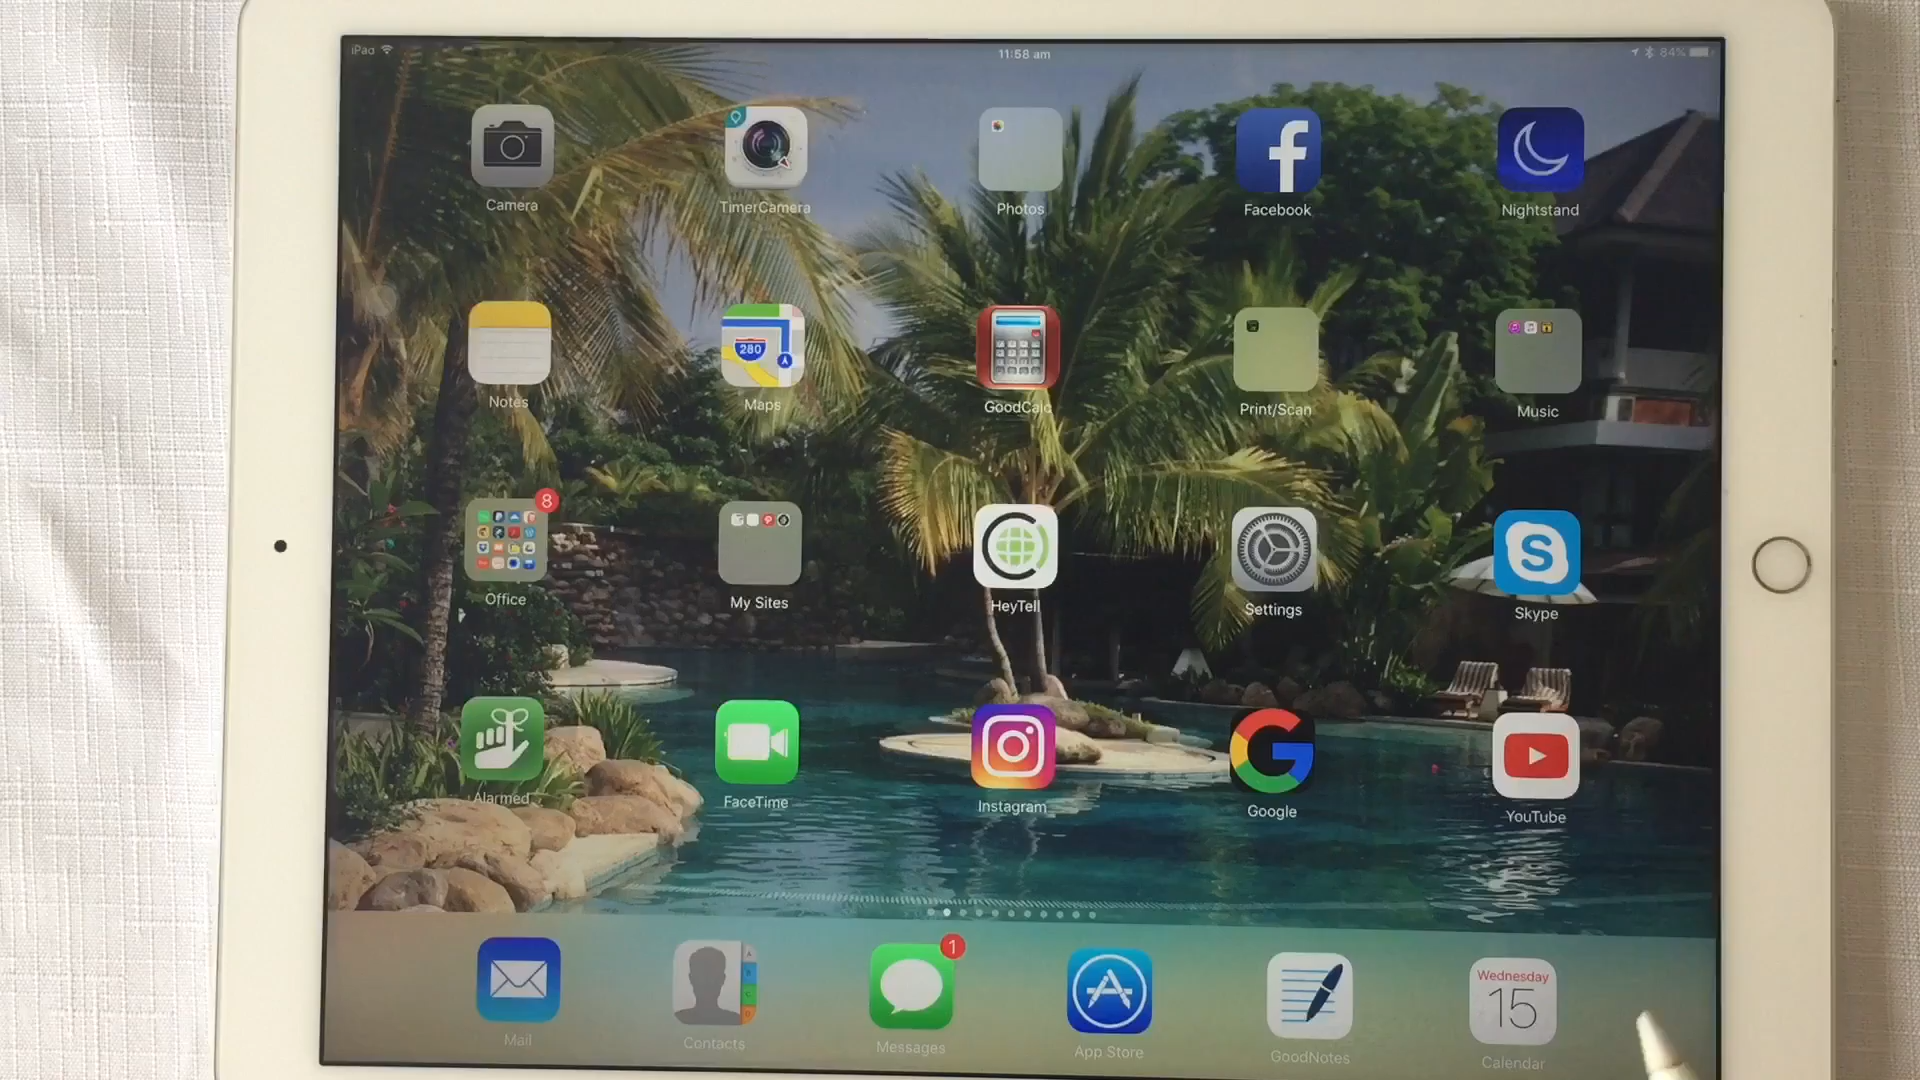 iPad
11:58 am
84%
Camera
TimerCamera
Photos
Facebook
Nightstand
280
Notes
Maps
GoodCalc
Print/Scan
Music
8
Office
My Sites
HeyTell
Settings
Skype
Alarmed
FaceTime
Instagram
Google
YouTube
1
Wednesday
15
Mail
Contacts
Messages
App Store
GoodNotes
Calendar